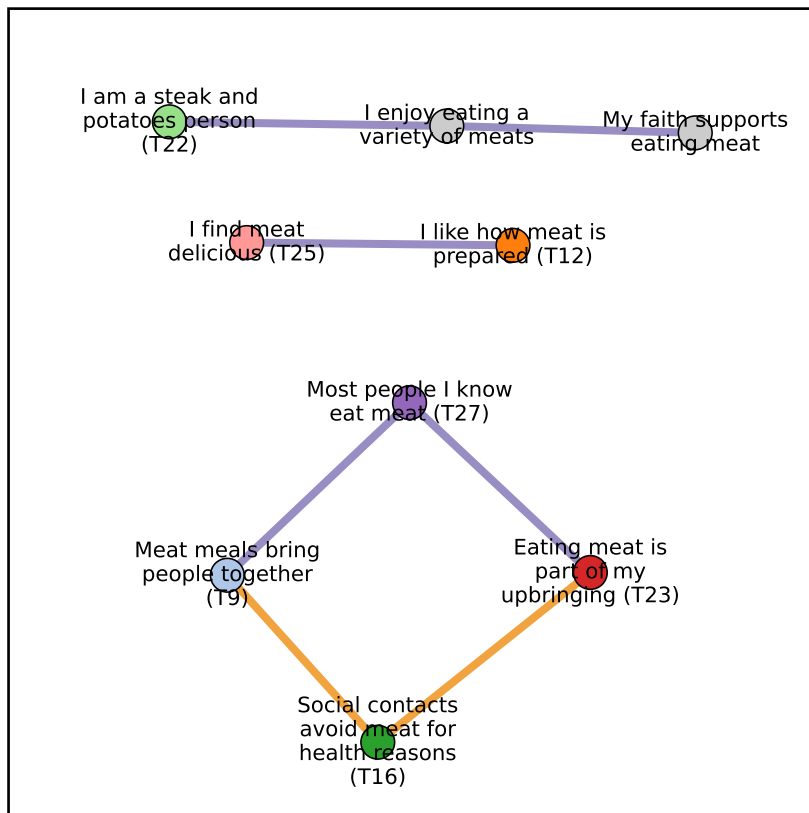 I am a steak and
potatoes person
(T22)
I enjoy eating a
variety of meats
My faith supports
eating meat
I find meat
delicious (T25)
I like how meat is
prepared (T12)
Most people I know
eat meat (T27)
Meat meals bring
people together
(T9)
Eating meat is
part of my
upbringing (T23)
Social contacts
avoid meat for
health reasons
(T16)